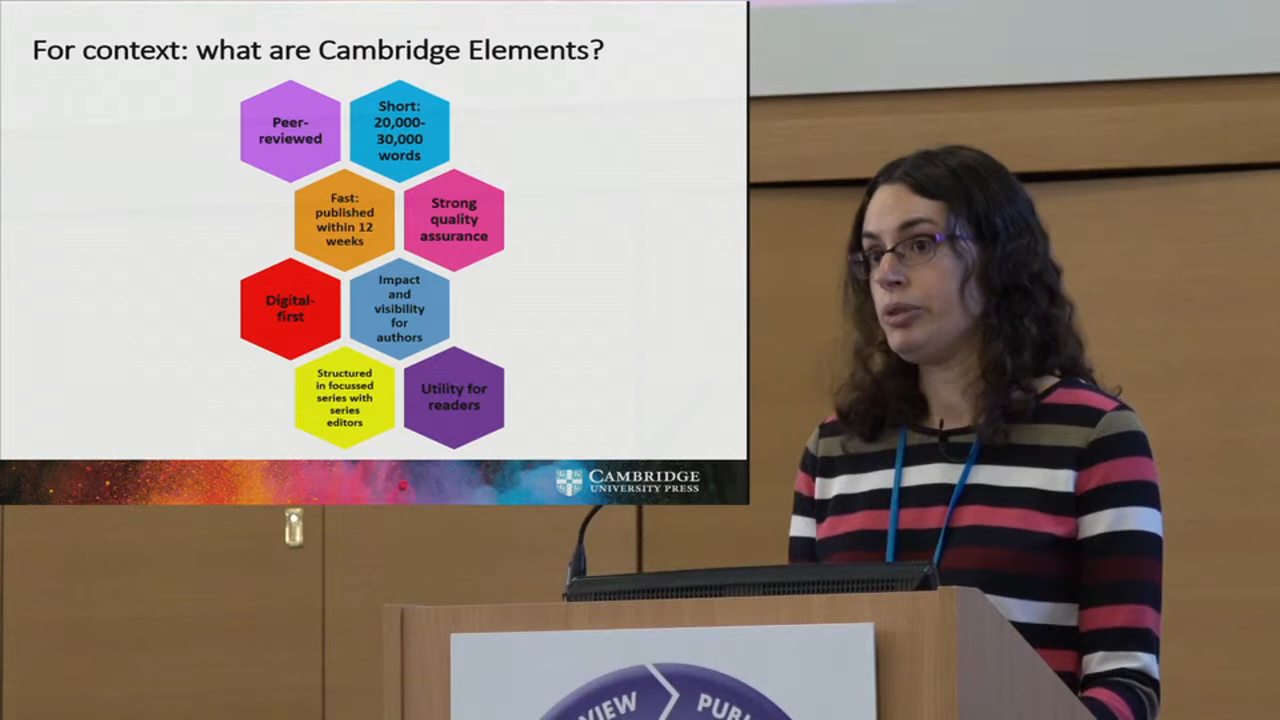 For context: what are Cambridge Elements?
Peer-
reviewed
Short:
20,000-
30,000
words
Fast:
published
within 12
weeks
Strong
quality
assurance
Digital-
first
Impact
and
visibility
for
authors
Structured
in focussed
series with
series
editors
Utility for
readers
CAMBRIDGE
UNIVERSITY PRESS